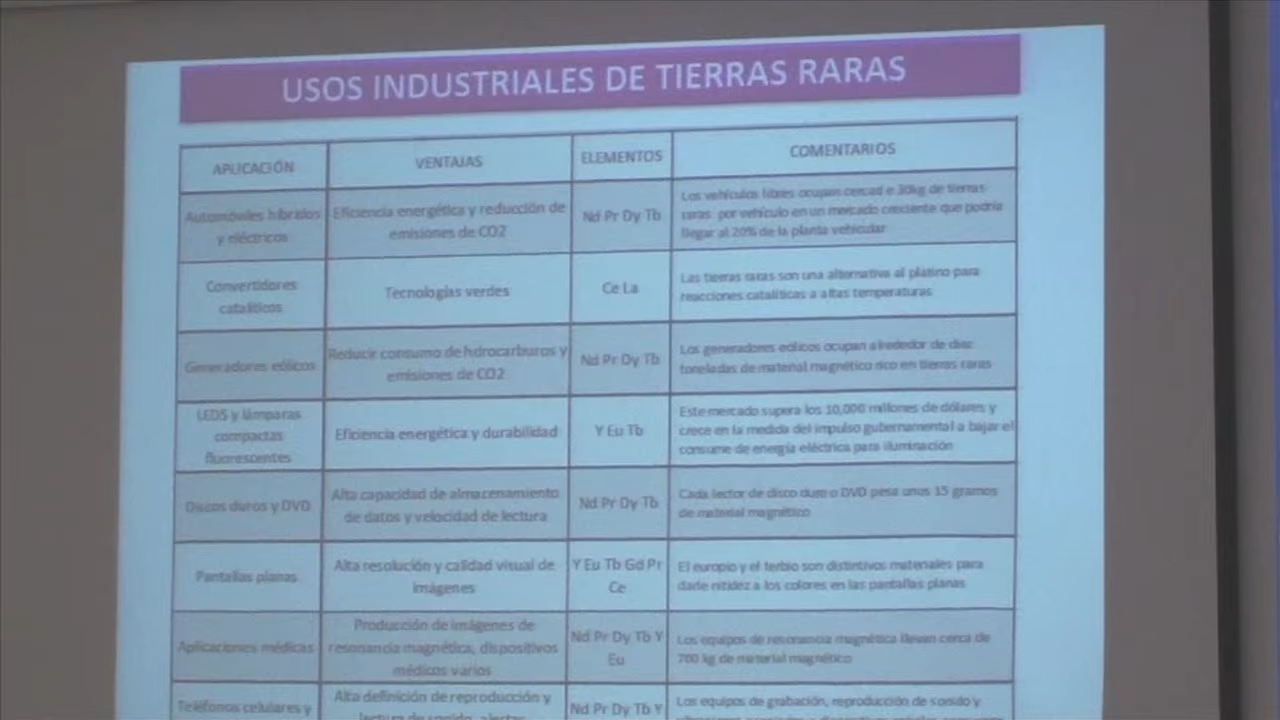 USOS INDUSTRIALES DE TIERRAS RARAS
APLICACIÓN
VENTAJAS
ELEMENTOS
COMENTARIOS
Automóviles híbridos
y eléctricos
Eficiencia energética y reducción de
emisiones de CO2
Nd Pr Dy Tb
Los vehículos ocupan cercad e 30kg de tierras
raras por vehículo en un mercado creciente que podría
llegar al 20% de la planta vehicular
Convertidores
catalíticos
Tecnologías verdes
Ce La
Las tierras raras son una alternativa al platino para
reacciones catalíticas a altas temperaturas
Generadores eólicos
Reducir consumo de hidrocarburos y
emisiones de CO2
Nd Pr Dy Tb
Los generadores eólicos ocupan alrededor de diez
toneladas de material magnético rico en tierras raras
LEDS y lámparas
compactas
fluorescentes
Eficiencia energética y durabilidad
Y Eu Tb
Este mercado supera los 10,000 millones de dólares y
crece en la medida del impulso gubernamental a bajar el
consume de energía eléctrica para iluminación
Discos duros y DVD
Alta capacidad de almacenamiento
de datos y velocidad de lectura
Nd Pr Dy Tb
Cada lector de disco duro o DVD pesa unos 15 gramos
de material magnético
Pantallas planas
Alta resolución y calidad visual de
imágenes
Y Eu Tb Gd Pr
Ce
El europio y el terbio son distintivos materiales para
darle nitidez a los colores en las pantallas planas
Aplicaciones médicas
Producción de imágenes de
resonancia magnética, dispositivos
médicos varios
Nd Pr Dy Tb Y
Eu
Los equipos de resonancia magnética llevan cerca de
700 kg de material magnético
Teléfonos celulares y
Alta definición de reproducción y
lectura de sonido, alertas
Nd Pr Dy Tb Y
Los equipos de grabación, reproducción de sonido y